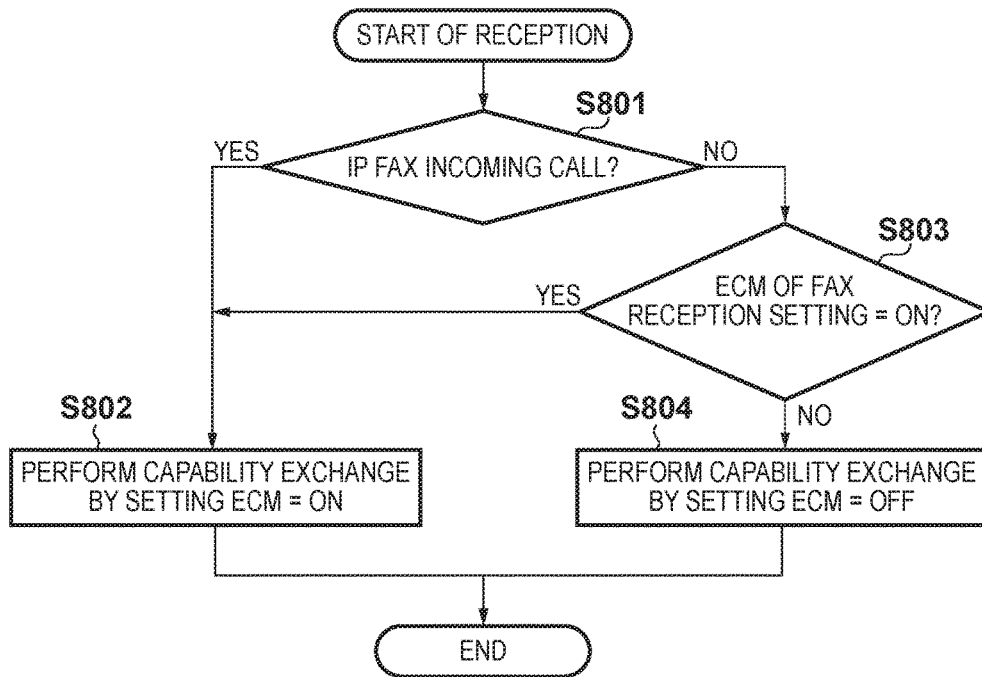 START OF RECEPTION
S801
YES
IP FAX INCOMING CALL?
NO
S803
YES
ECM OF FAX
RECEPTION SETTING = ON?
NO
S802
PERFORM CAPABILITY EXCHANGE
BY SETTING ECM = ON
S804
PERFORM CAPABILITY EXCHANGE
BY SETTING ECM = OFF
END